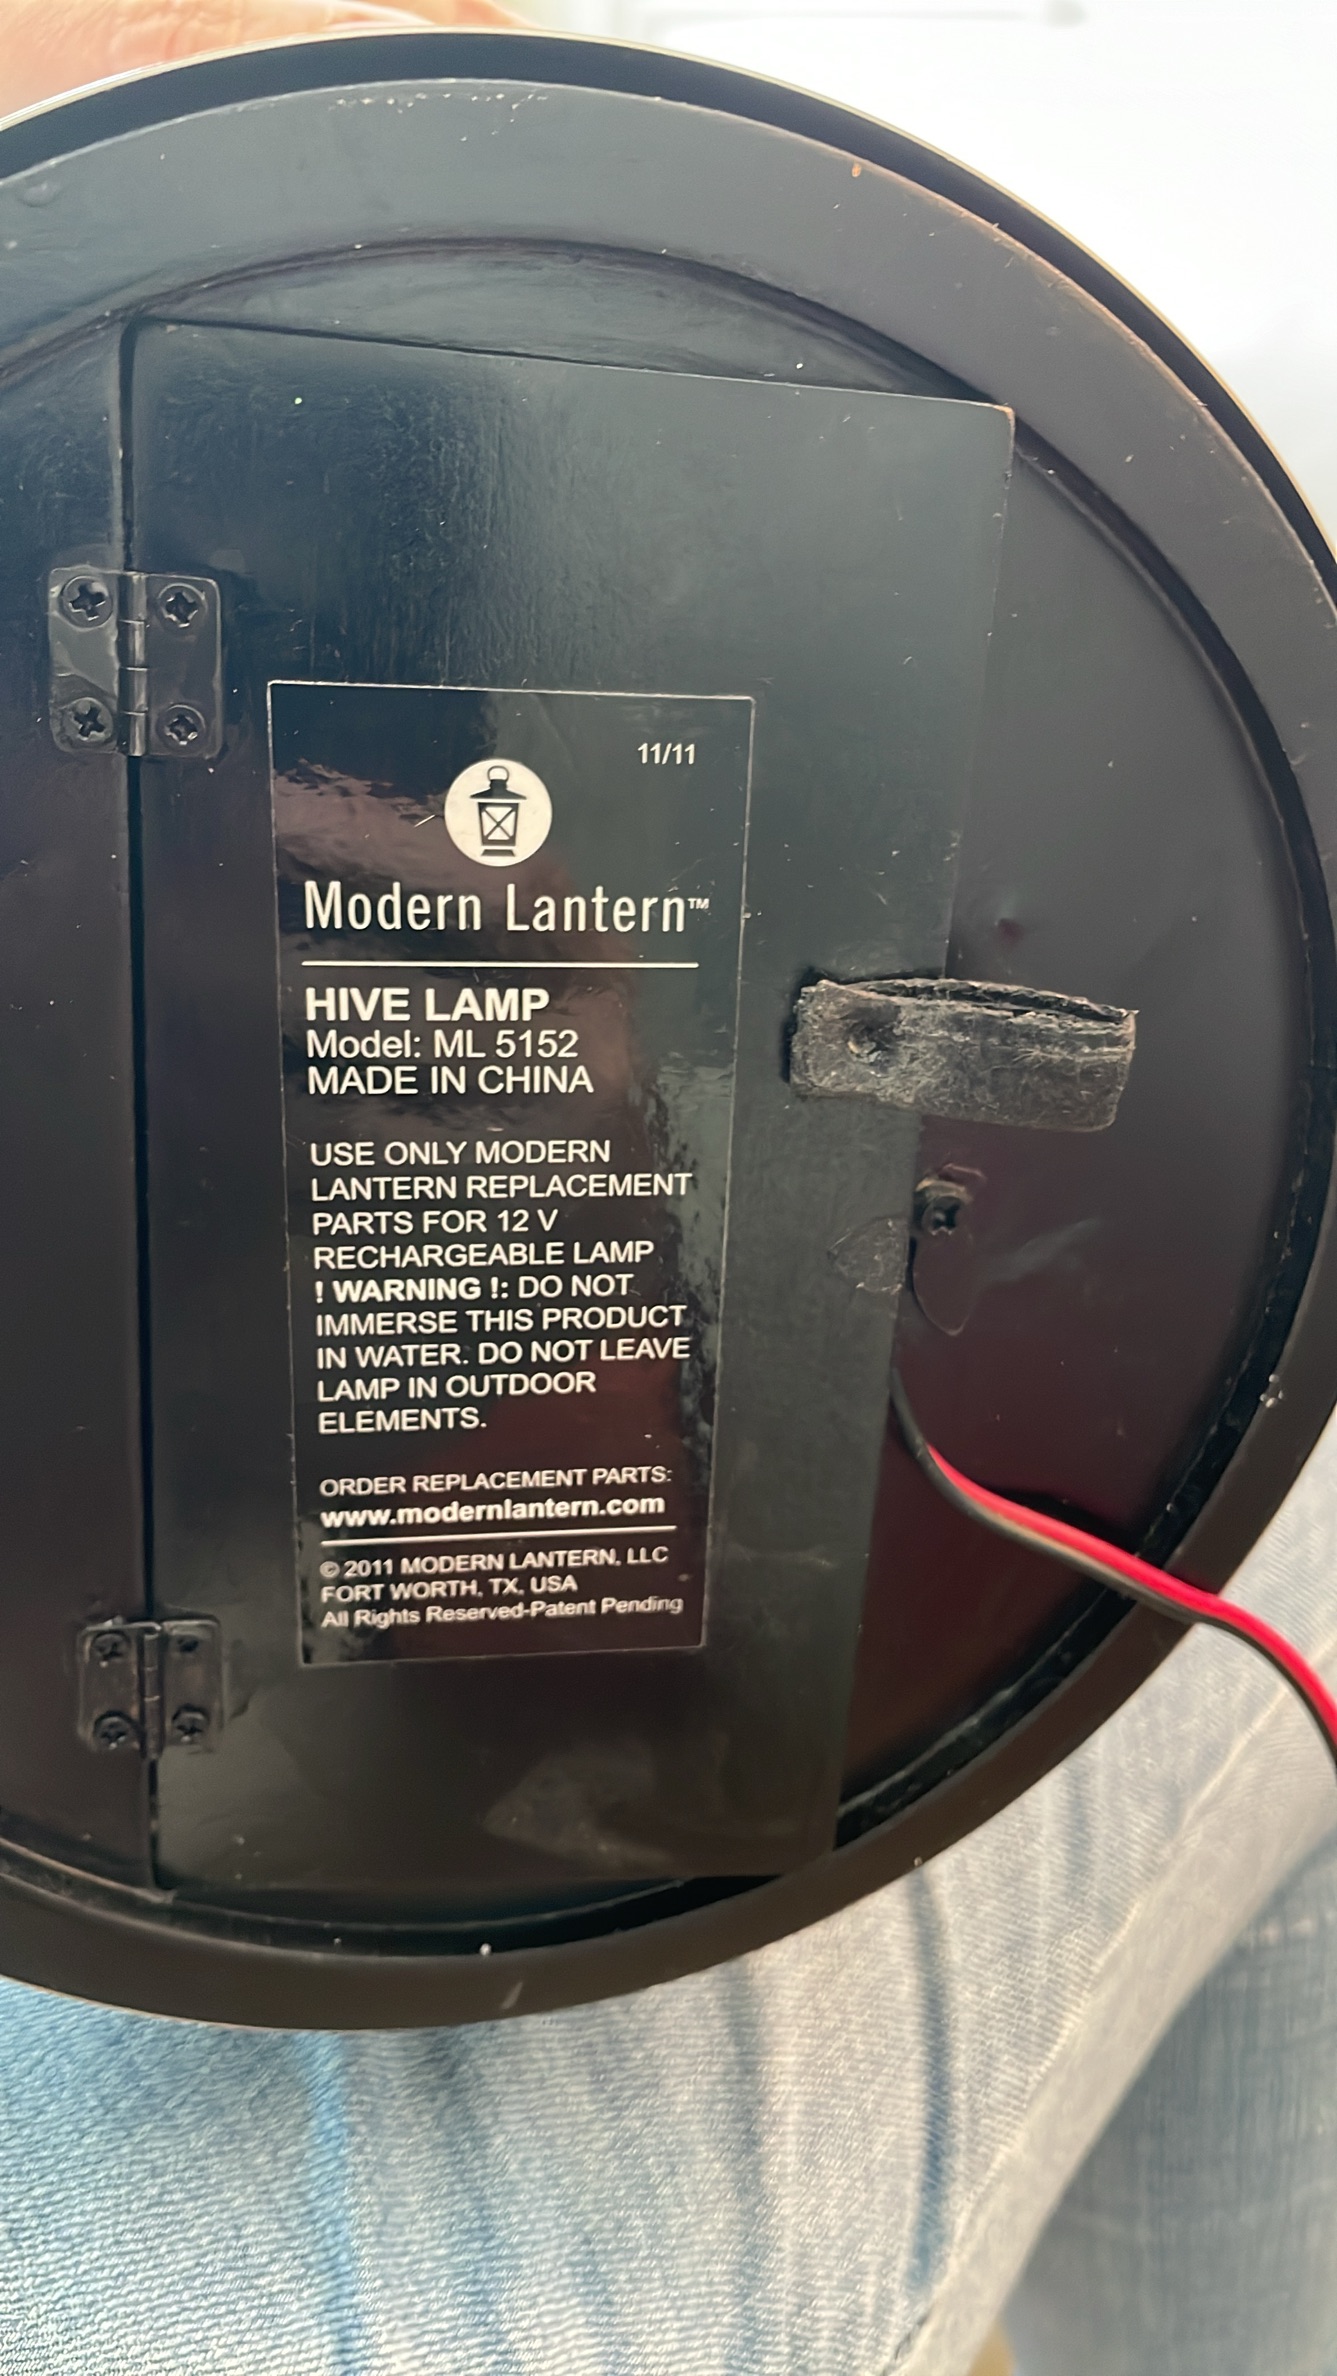 11/11
Modern Lantern™
HIVE LAMP
Model: ML 5152
MADE IN CHINA
USE ONLY MODERN
LANTERN REPLACEMENT
PARTS FOR 12 V
RECHARGEABLE LAMP
! WARNING !: DO NOT
IMMERSE THIS PRODUCT
IN WATER. DO NOT LEAVE
LAMP IN OUTDOOR
ELEMENTS.
ORDER REPLACEMENT PARTS:
www.modernlantern.com
© 2011 MODERN LANTERN, LLC
FORT WORTH, TX, USA
All Rights Reserved-Patent Pending